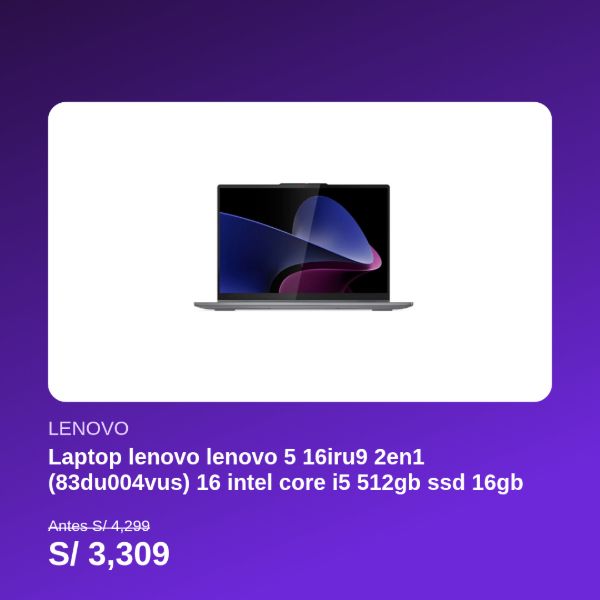 LENOVO
Laptop lenovo lenovo 5 16iru9 2en1
(83du004vus) 16 intel core i5 512gb ssd 16gb
Antes S/ 4,299
S/ 3,309